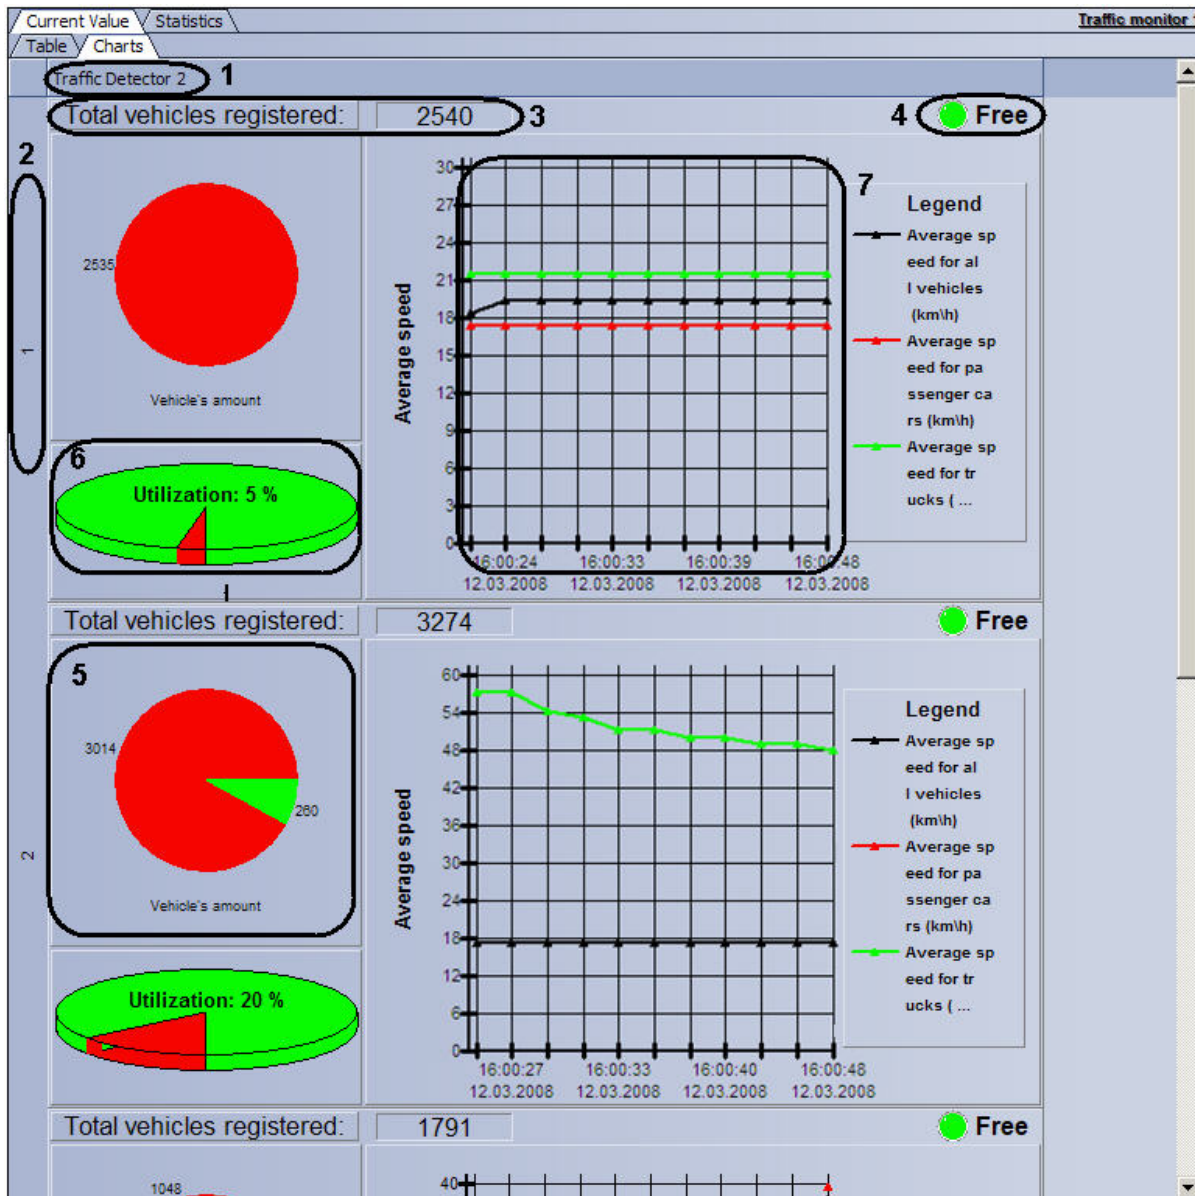 Current Value Statistics Traffic monitor
Table Charts
Traffic Detector 2 1
Total vehicles registered: 2540 3 4 Free
2
1
2535
Vehicle's amount
6
Utilization: 5 %
7
Average speed
30
27
24
21
18
15
12
9
6
3
0
16:00:24 16:00:33 16:00:39 16:00:48
12.03.2008 12.03.2008 12.03.2008 12.03.2008
Legend
Average sp
eed for al
l vehicles
(km\h)
Average sp
eed for pa
ssenger ca
rs (km\h)
Average sp
eed for tr
ucks ( ...
Total vehicles registered: 3274 Free
5
2
3014
260
Vehicle's amount
Utilization: 20 %
Average speed
60
54
48
42
36
30
24
18
12
6
0
16:00:27 16:00:33 16:00:40 16:00:48
12.03.2008 12.03.2008 12.03.2008 12.03.2008
Legend
Average sp
eed for al
l vehicles
(km\h)
Average sp
eed for pa
ssenger ca
rs (km\h)
Average sp
eed for tr
ucks ( ...
Total vehicles registered: 1791 Free
1048
40